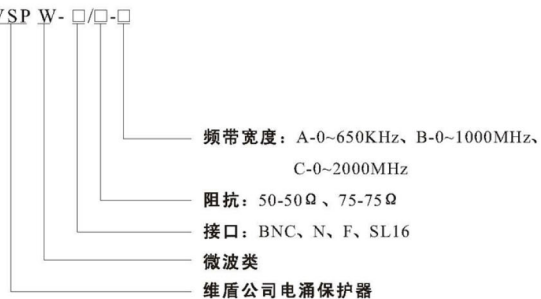 VSP W- □/□-□
频带宽度：A-0~650KHz、B-0~1000MHz、
C-0~2000MHz
阻抗：50-50Ω、75-75Ω
接口：BNC、N、F、SL16
微波类
维盾公司电涌保护器